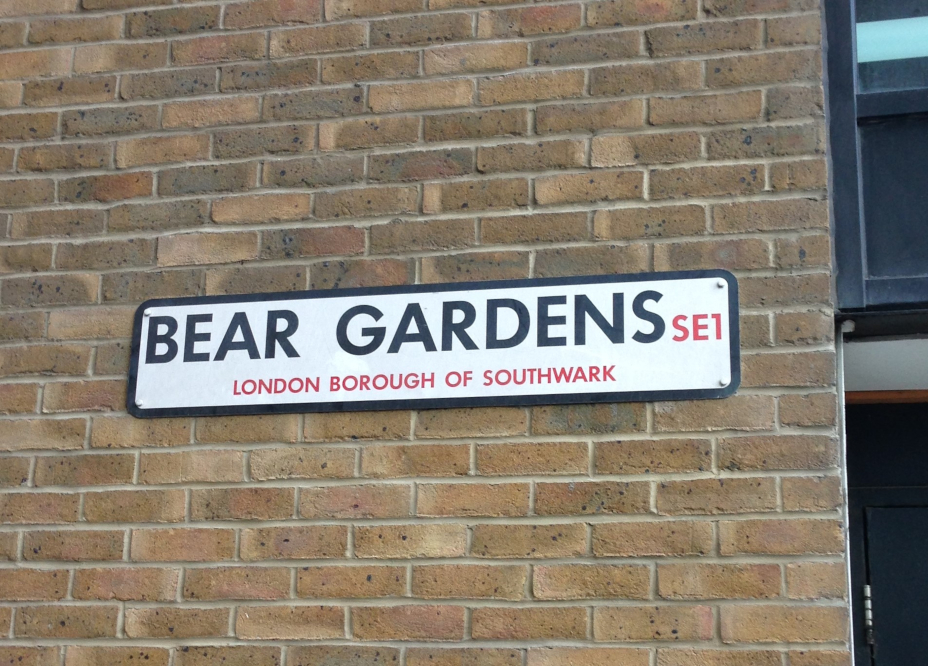 BEAR GARDENS SE1
LONDON BOROUGH OF SOUTHWARK